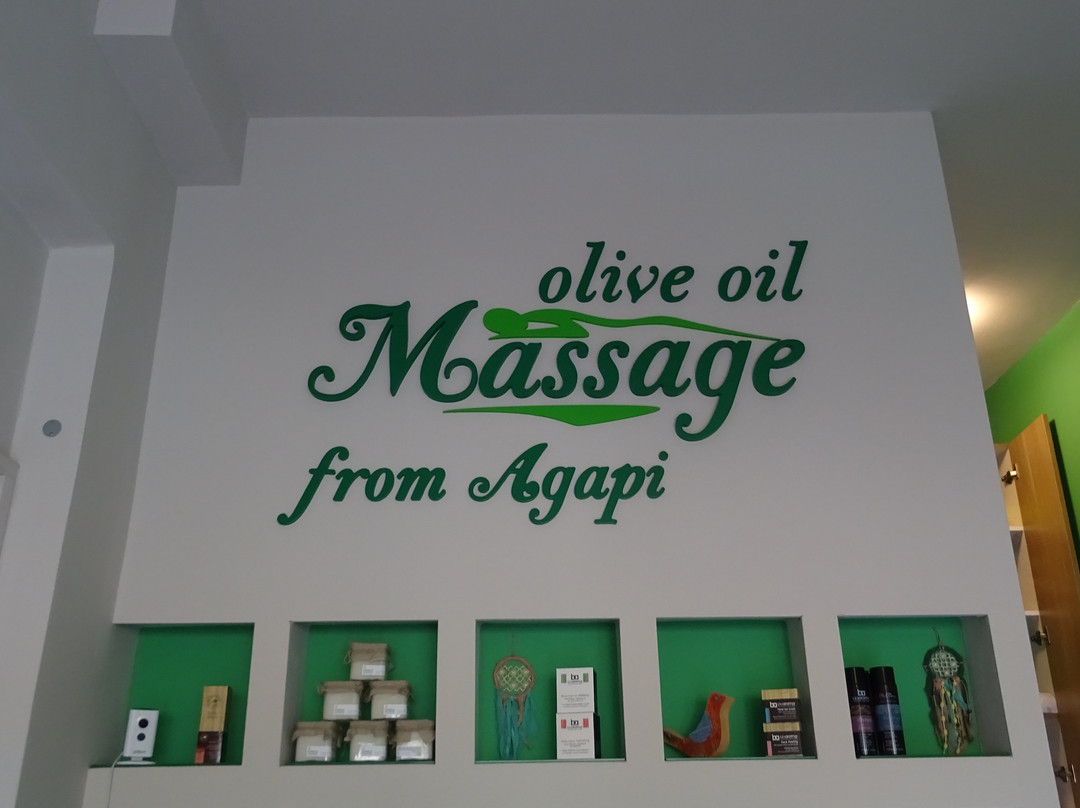 olive oil
Massage
from Agapi